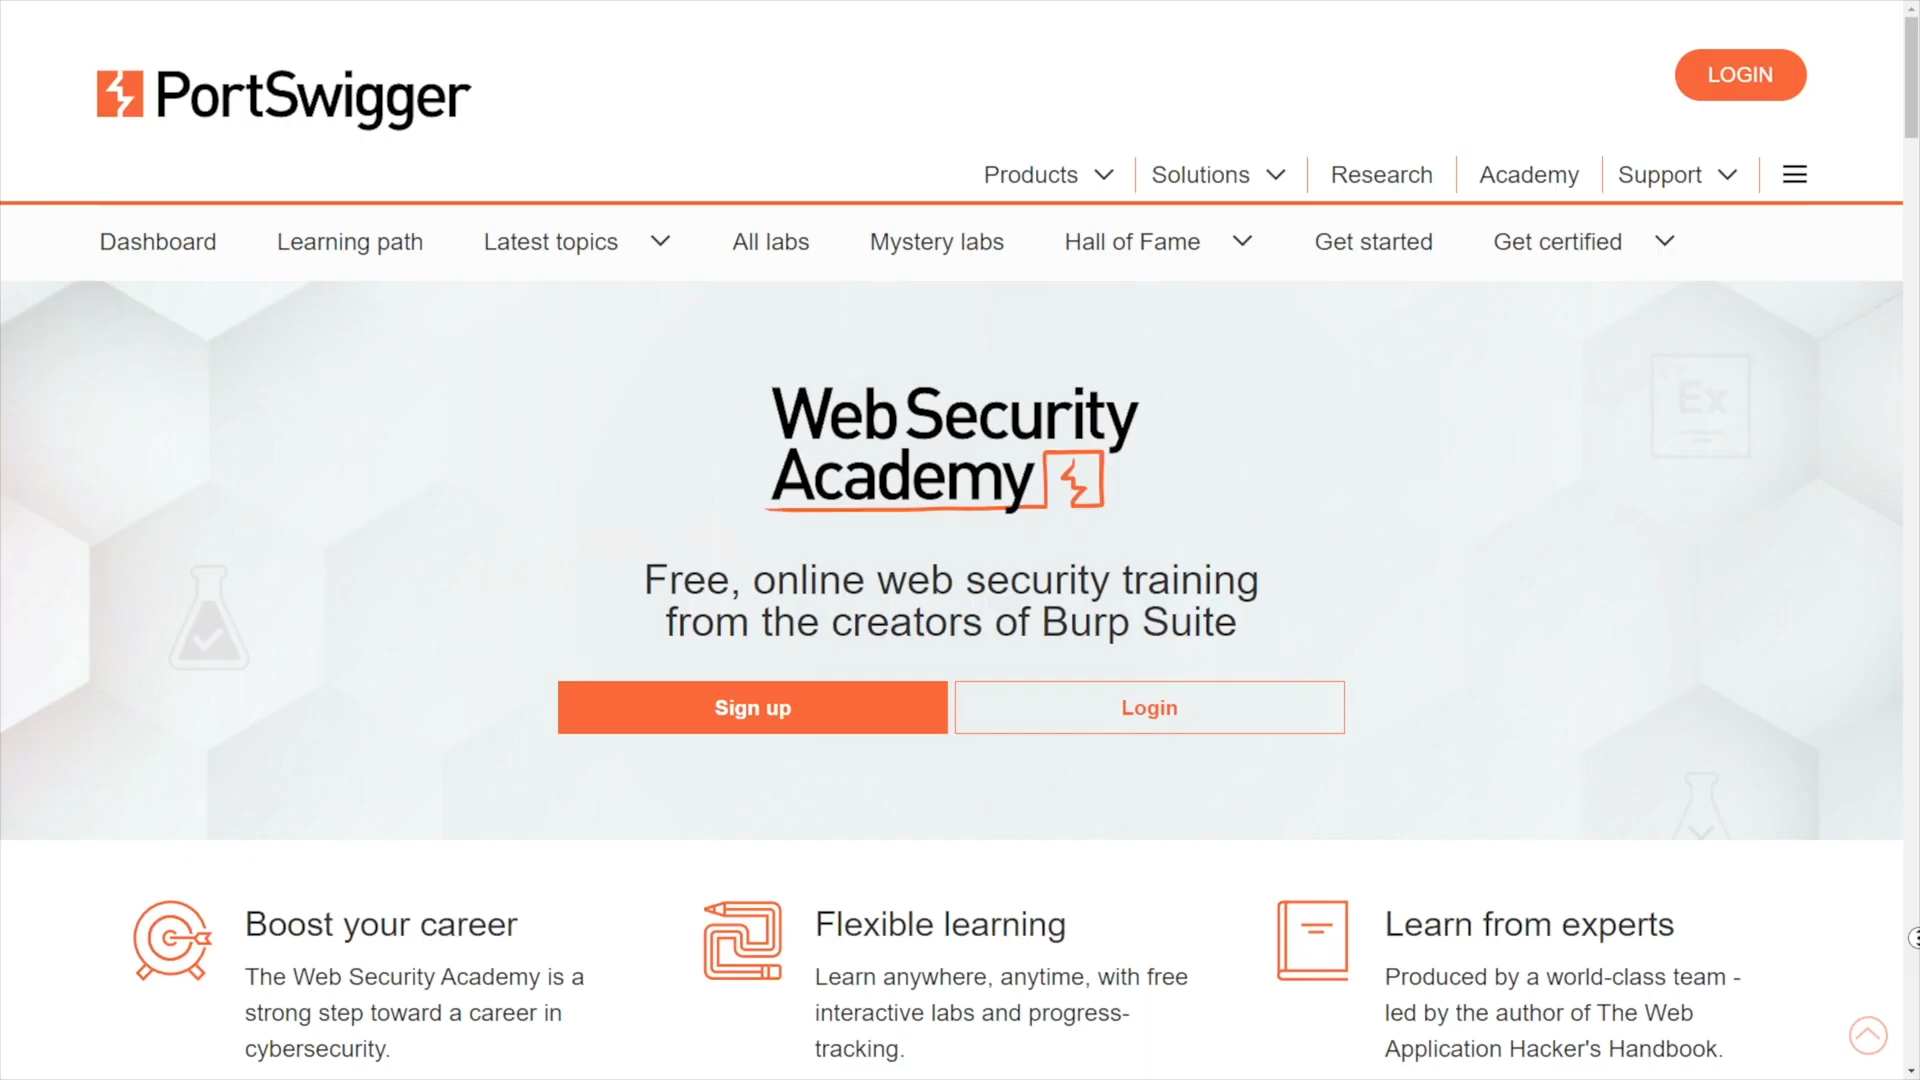 PortSwigger
LOGIN
Products
Solutions
Research
Academy
Support
Dashboard
Learning path
Latest topics
All labs
Mystery labs
Hall of Fame
Get started
Get certified
Ex
Web Security
Academy
Free, online web security training
from the creators of Burp Suite
Sign up
Login
Boost your career
The Web Security Academy is a
strong step toward a career in
cybersecurity.
Flexible learning
Learn anywhere, anytime, with free
interactive labs and progress-
tracking.
Learn from experts
Produced by a world-class team -
led by the author of The Web
Application Hacker's Handbook.